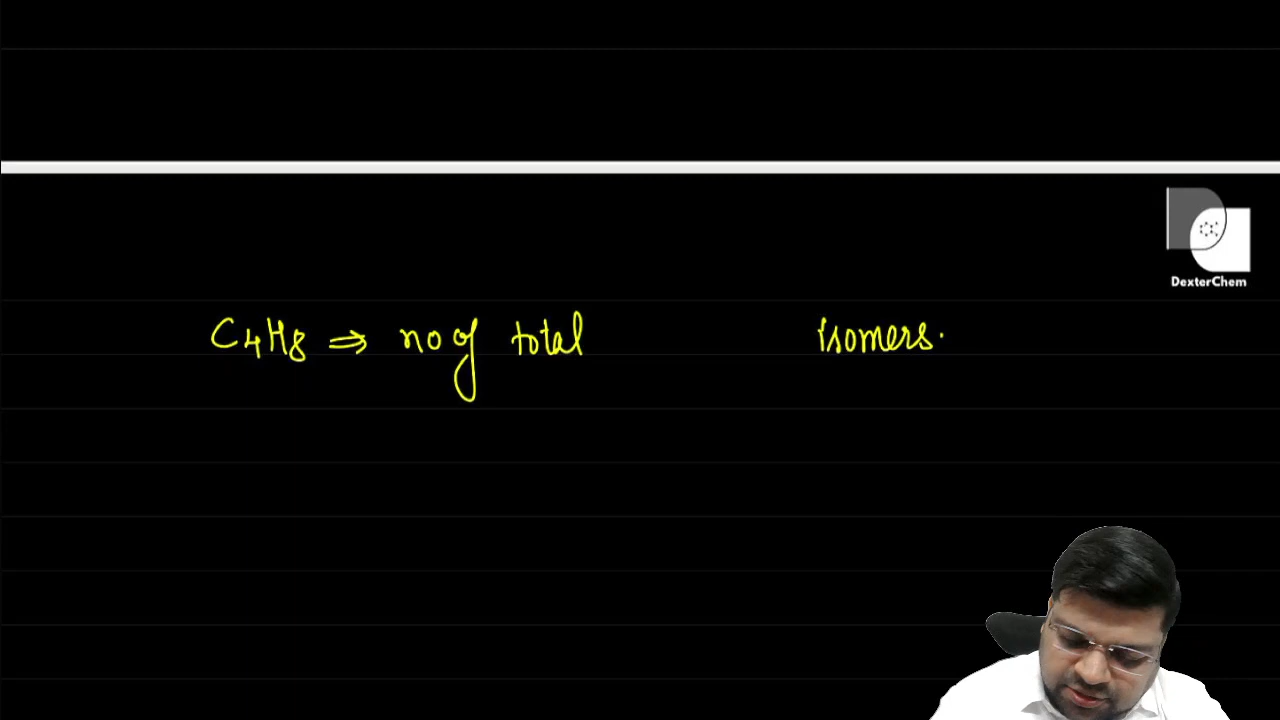 DexterChem
C4H8 ⇒ no of total isomers.